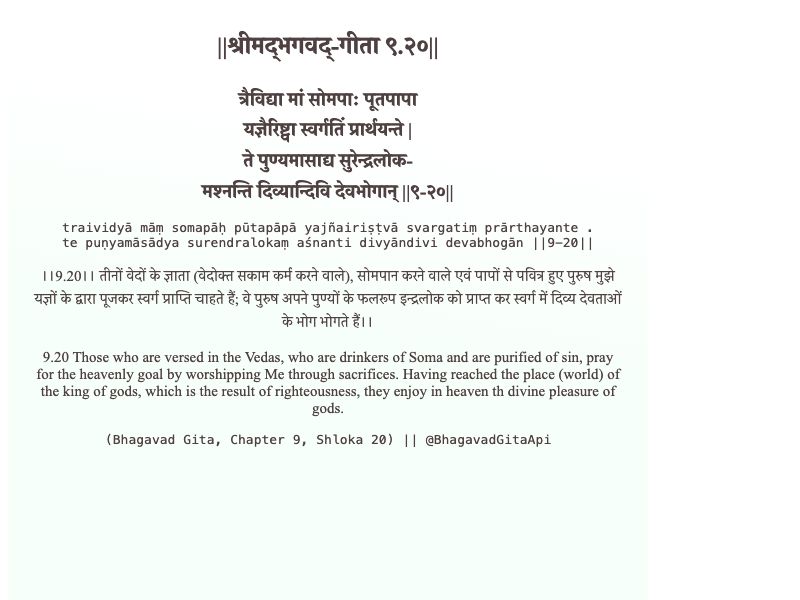 ||श्रीमद्‍भगवद्‍-गीता ९.२०||
त्रैविद्या मां सोमपाः पूतपापा
यज्ञैरिष्ट्वा स्वर्गतिं प्रार्थयन्ते |
ते पुण्यमासाद्य सुरेन्द्रलोक-
मश्नन्ति दिव्यान्दिवि देवभोगान् ||९-२०||
traividyā māṃ somapāḥ pūtapāpā yajñairiṣṭvā svargatiṃ prārthayante .
te puṇyamāsādya surendralokaṃ aśnanti divyāndivi devabhogān ||9-20||
।।9.20।। तीनों वेदों के ज्ञाता (वेदोक्त सकाम कर्म करने वाले), सोमपान करने वाले एवं पापों से पवित्र हुए पुरुष मुझे
यज्ञों के द्वारा पूजकर स्वर्ग प्राप्ति चाहते हैं; वे पुरुष अपने पुण्यों के फलरूप इन्द्रलोक को प्राप्त कर स्वर्ग में दिव्य देवताओं
के भोग भोगते हैं।।
9.20 Those who are versed in the Vedas, who are drinkers of Soma and are purified of sin, pray
for the heavenly goal by worshipping Me through sacrifices. Having reached the place (world) of
the king of gods, which is the result of righteousness, they enjoy in heaven th divine pleasure of
gods.
(Bhagavad Gita, Chapter 9, Shloka 20) || @BhagavadGitaApi